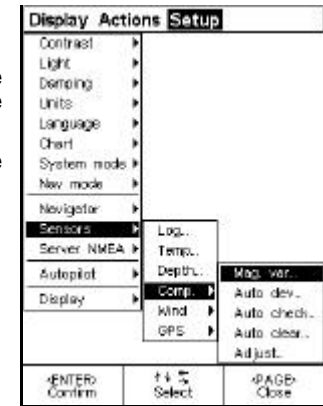 Display Actions Setup
Contrast
Light
Damping
Units
Language
Chart
System mode
Nav mode
Navigator
Sensors
Server NMEA
Autopilot
Display
Log..
Temp..
Depth..
Comp.
Wind
GPS
Mag. var..
Auto dev..
Auto check..
Auto clear..
Adjust..
<ENTER> Select <PAGE>
Confirm Close